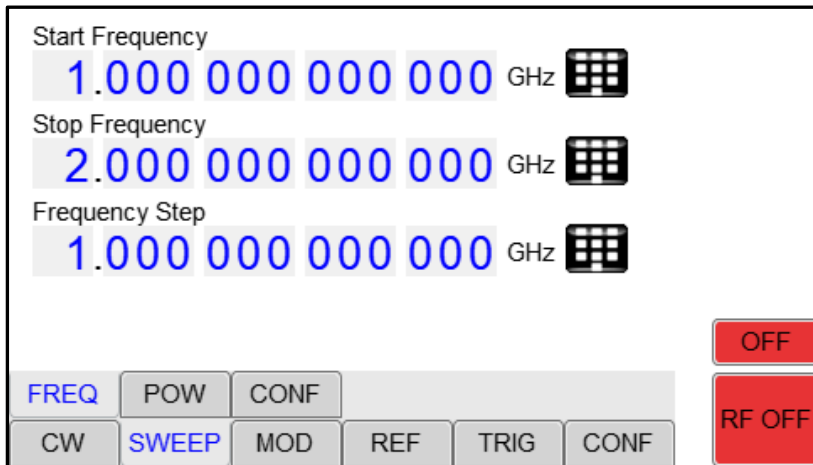 Start Frequency
1.000 000 000 000 GHz
Stop Frequency
2.000 000 000 000 GHz
Frequency Step
1.000 000 000 000 GHz
OFF
FREQ POW CONF
RF OFF
CW SWEEP MOD REF TRIG CONF